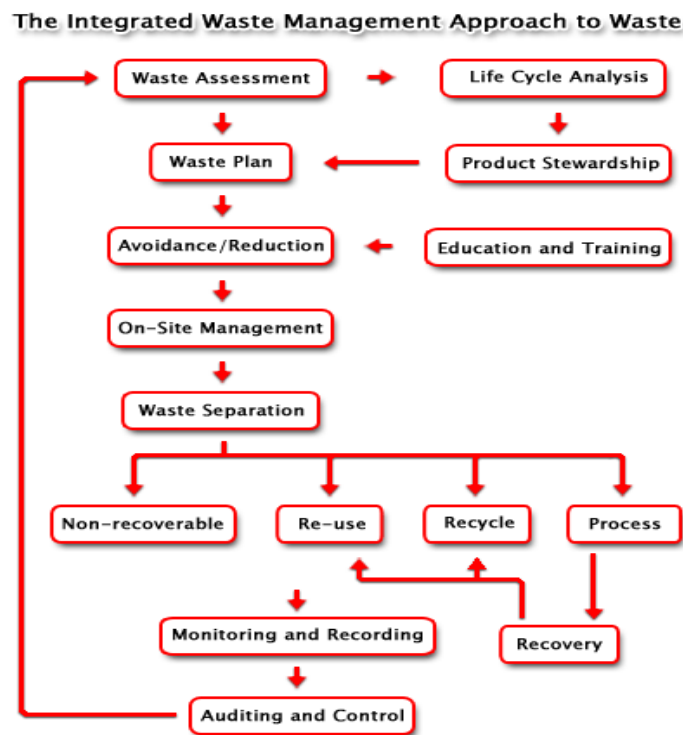 The Integrated Waste Management Approach to Waste
Waste Assessment
Life Cycle Analysis
Waste Plan
Product Stewardship
Avoidance/Reduction
Education and Training
On-Site Management
Waste Separation
Non-recoverable
Re-use
Recycle
Process
Monitoring and Recording
Recovery
Auditing and Control